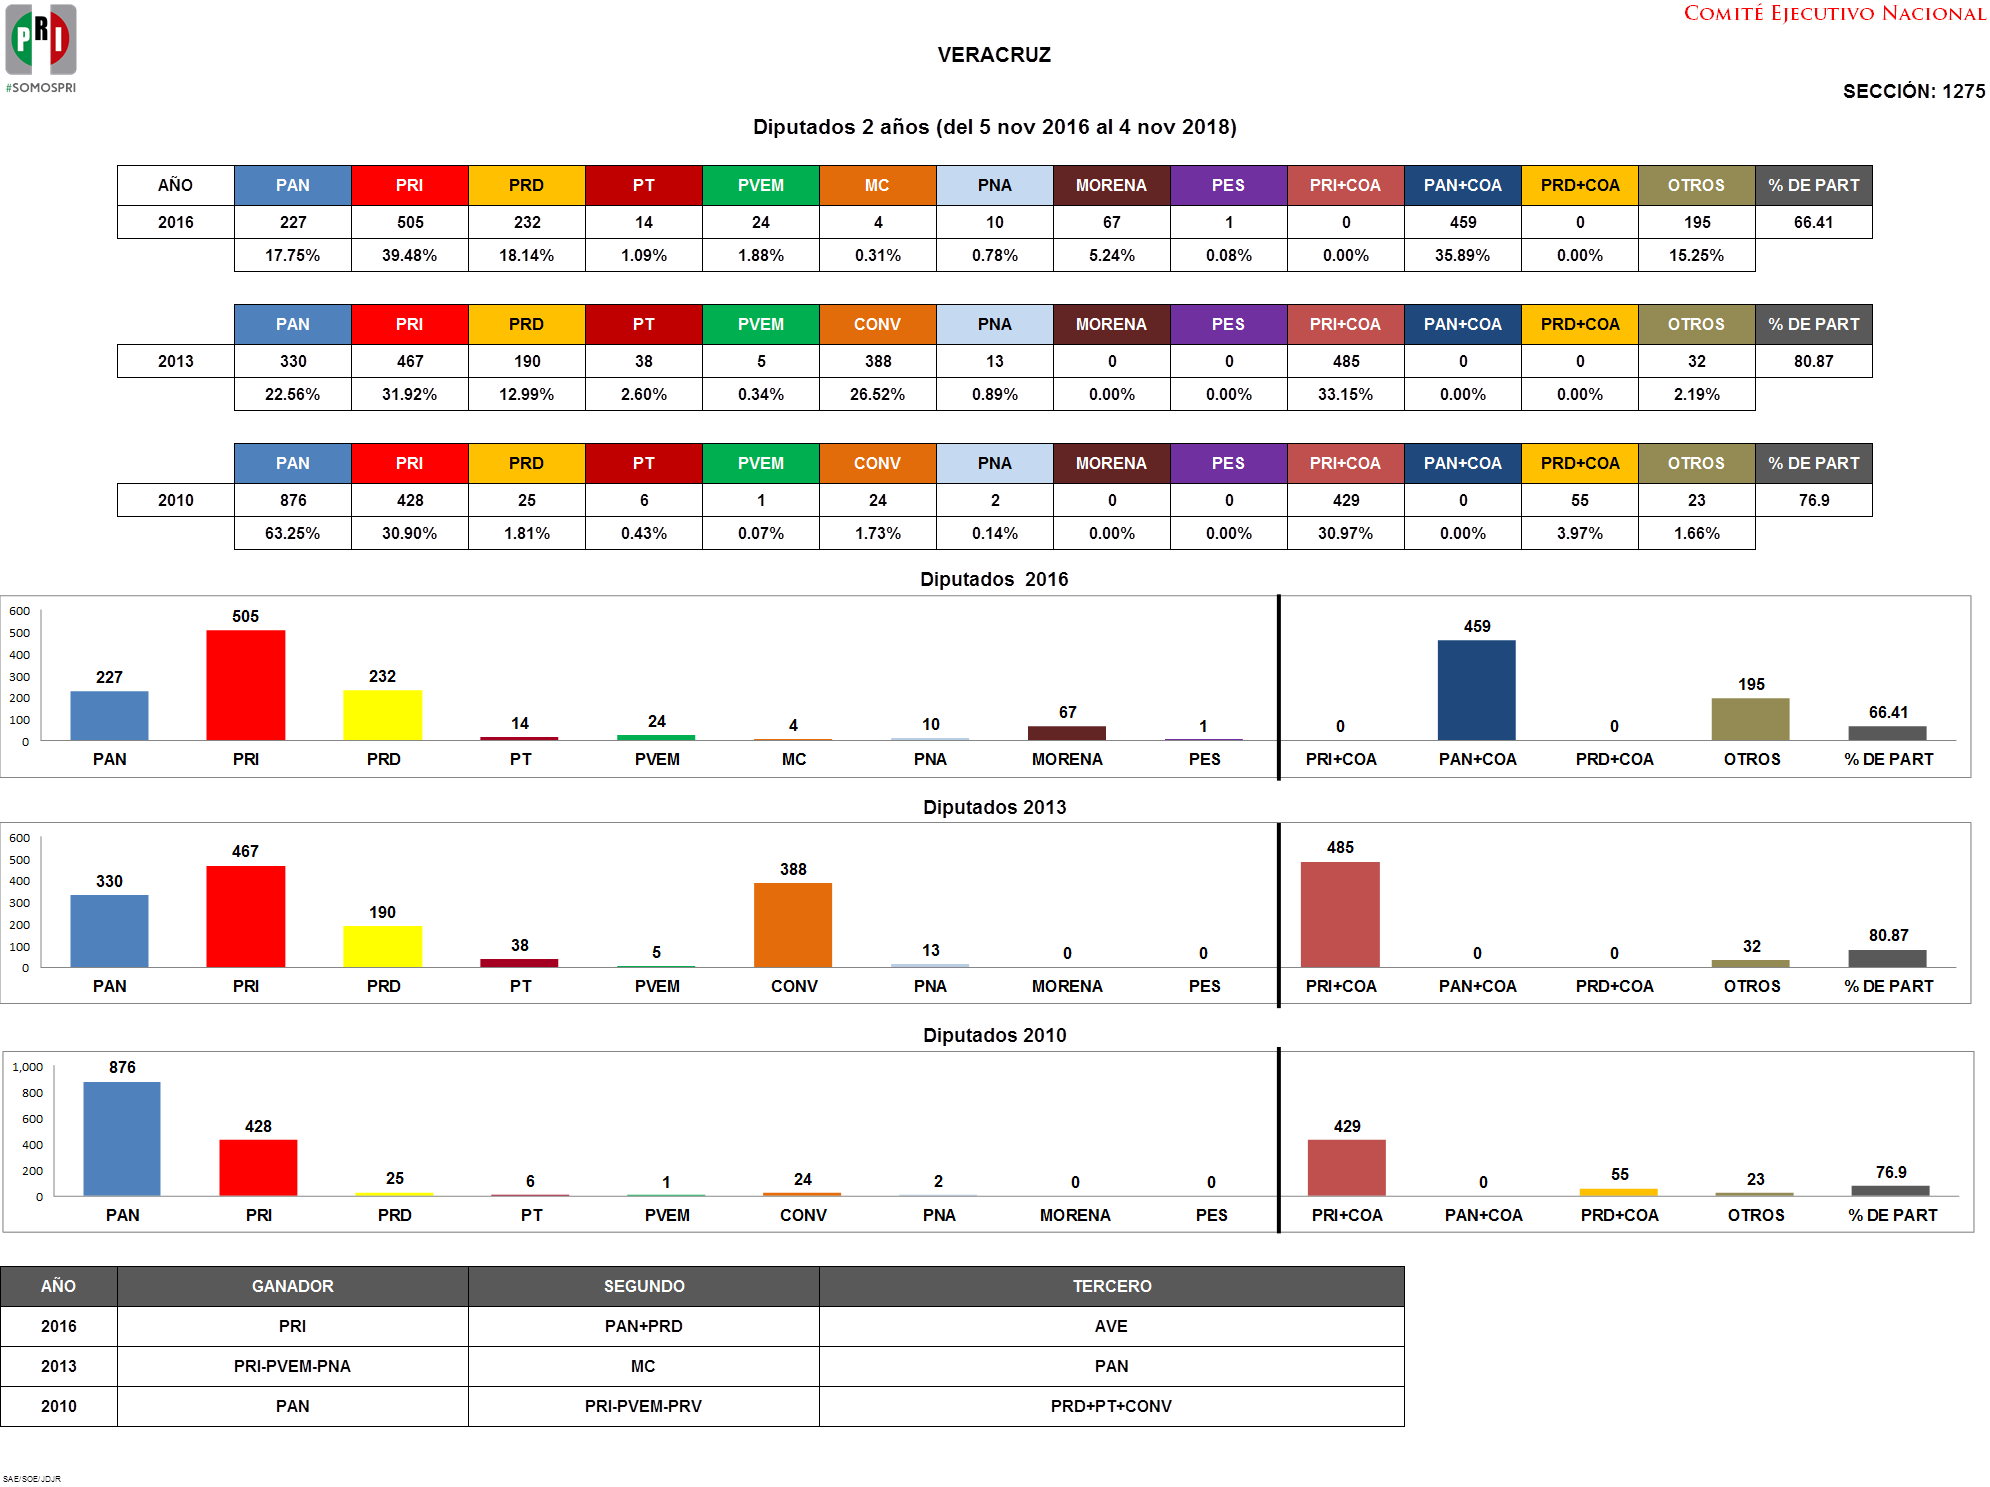 PRI
#SOMOSPRI
COMITÉ EJECUTIVO NACIONAL
VERACRUZ
SECCIÓN: 1275
Diputados 2 años (del 5 nov 2016 al 4 nov 2018)
AÑO PAN PRI PRD PT PVEM MC PNA MORENA PES PRI+COA PAN+COA PRD+COA OTROS % DE PART
2016 227 505 232 14 24 4 10 67 1 0 459 0 195 66.41
17.75% 39.48% 18.14% 1.09% 1.88% 0.31% 0.78% 5.24% 0.08% 0.00% 35.89% 0.00% 15.25%
PAN PRI PRD PT PVEM CONV PNA MORENA PES PRI+COA PAN+COA PRD+COA OTROS % DE PART
2013 330 467 190 38 5 388 13 0 0 485 0 0 32 80.87
22.56% 31.92% 12.99% 2.60% 0.34% 26.52% 0.89% 0.00% 0.00% 33.15% 0.00% 0.00% 2.19%
PAN PRI PRD PT PVEM CONV PNA MORENA PES PRI+COA PAN+COA PRD+COA OTROS % DE PART
2010 876 428 25 6 1 24 2 0 0 429 0 55 23 76.9
63.25% 30.90% 1.81% 0.43% 0.07% 1.73% 0.14% 0.00% 0.00% 30.97% 0.00% 3.97% 1.66%
Diputados 2016
600
500
400
300
200
100
0
227 505 232 14 24 4 10 67 1 0 459 0 195 66.41
PAN PRI PRD PT PVEM MC PNA MORENA PES PRI+COA PAN+COA PRD+COA OTROS % DE PART
Diputados 2013
600
500
400
300
200
100
0
330 467 190 38 5 388 13 0 0 485 0 0 32 80.87
PAN PRI PRD PT PVEM CONV PNA MORENA PES PRI+COA PAN+COA PRD+COA OTROS % DE PART
Diputados 2010
1,000
800
600
400
200
0
876 428 25 6 1 24 2 0 0 429 0 55 23 76.9
PAN PRI PRD PT PVEM CONV PNA MORENA PES PRI+COA PAN+COA PRD+COA OTROS % DE PART
AÑO GANADOR SEGUNDO TERCERO
2016 PRI PAN+PRD AVE
2013 PRI-PVEM-PNA MC PAN
2010 PAN PRI-PVEM-PRV PRD+PT+CONV
SAE/SOE/JDJR